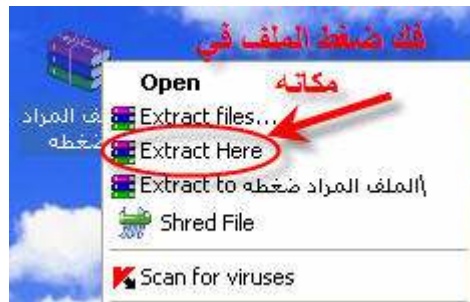 فك ضغط الملف في
مكانه
Open
Extract files...
Extract Here
Extract to الملف المراد ضغطه\
Shred File
Scan for viruses
ف المراد
ضغطه